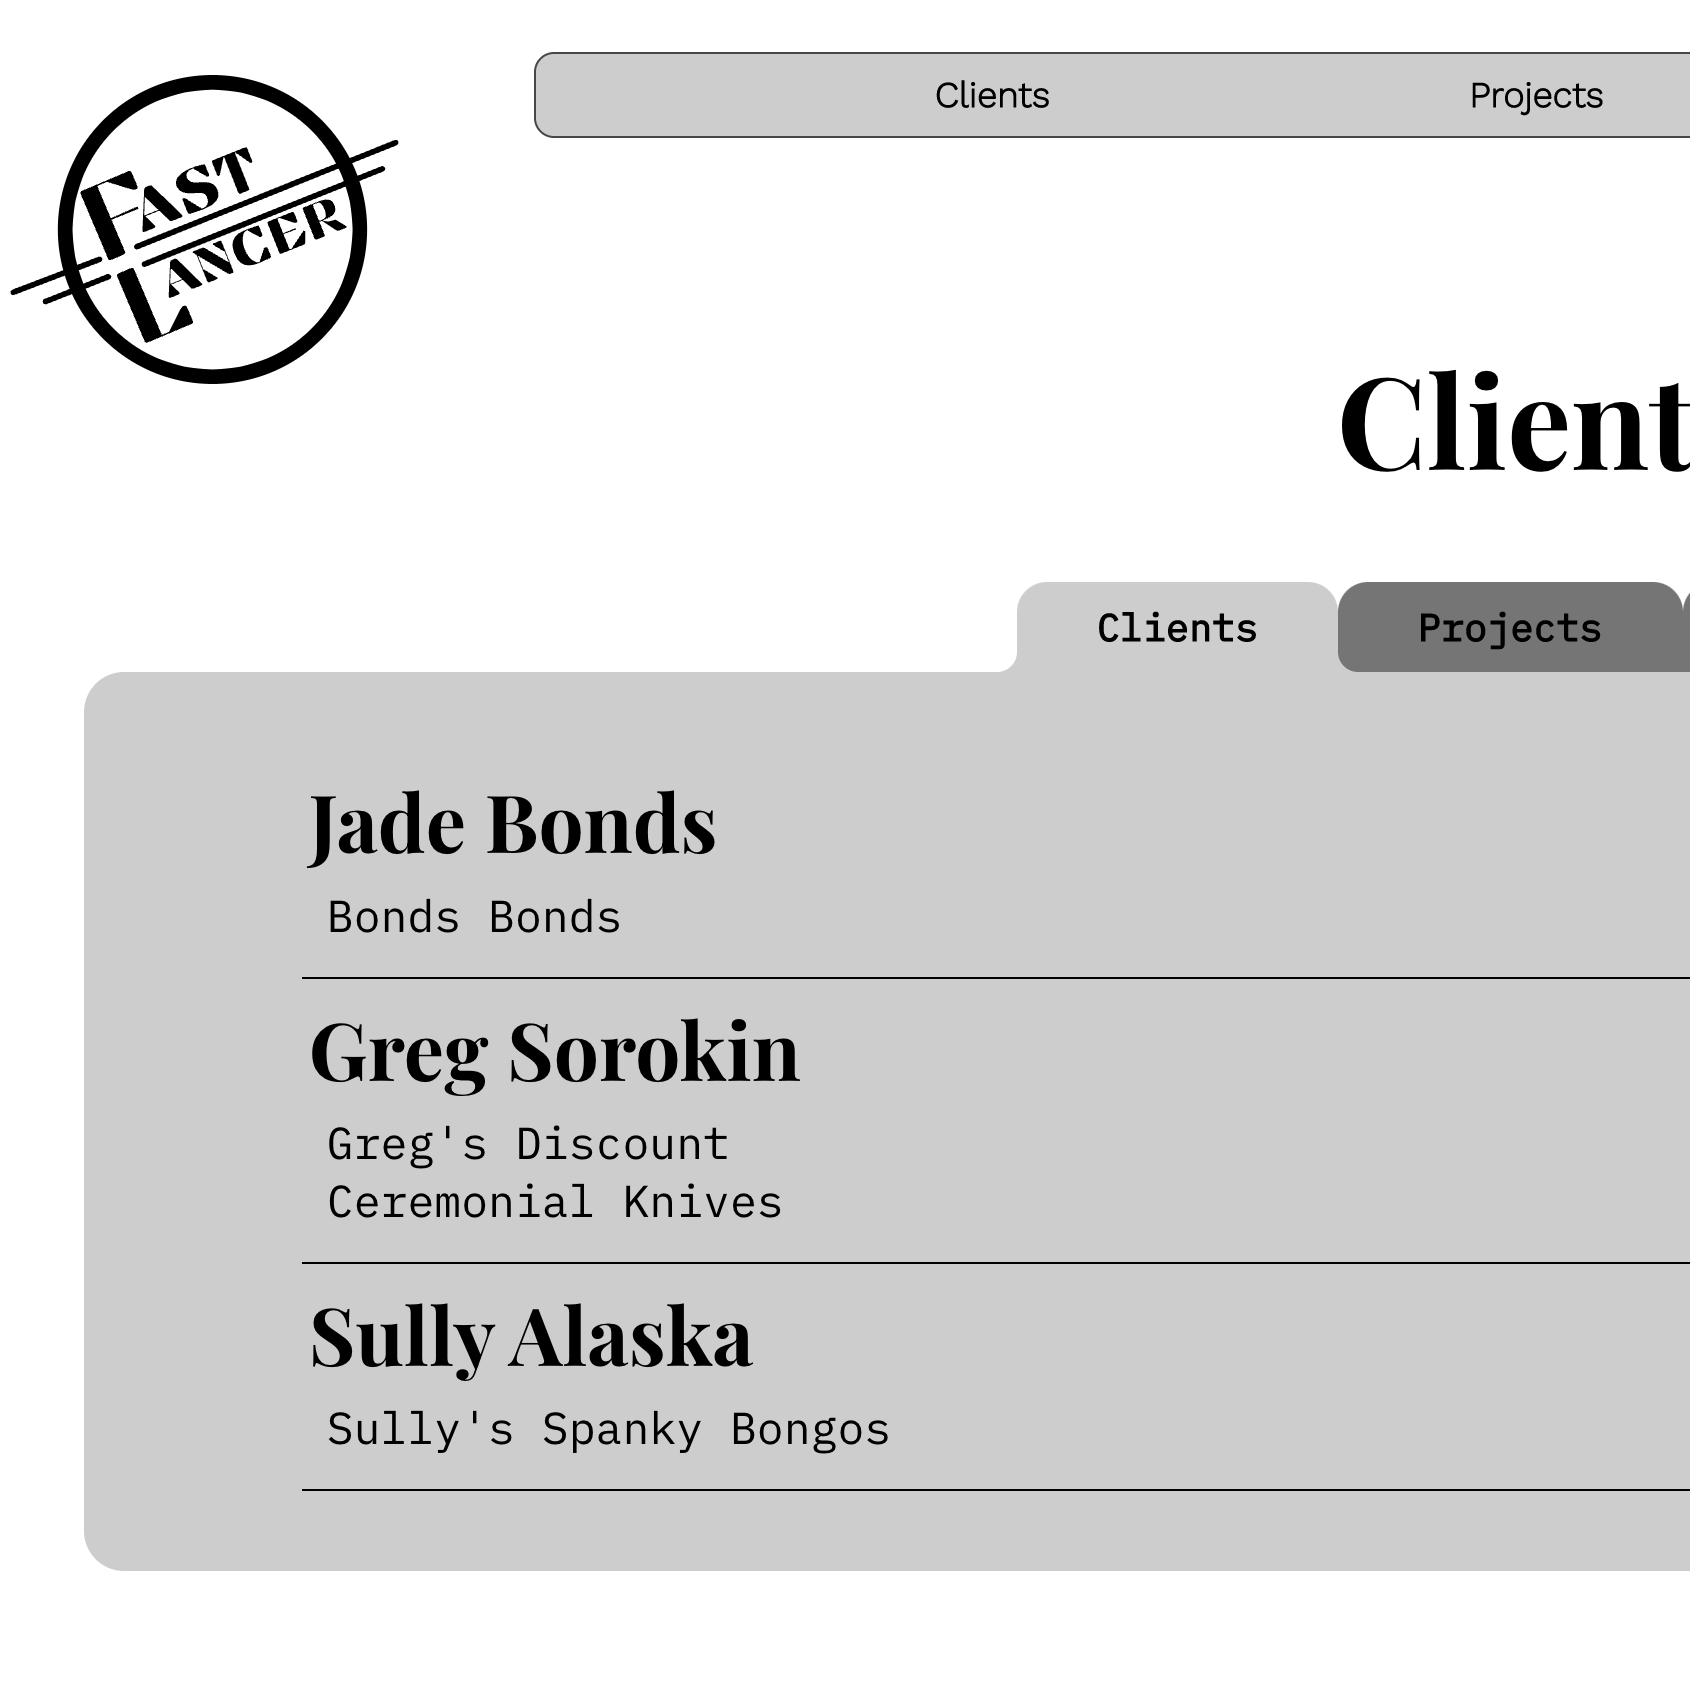 FAST
LANCER
Clients
Projects
Client
Clients
Projects
Jade Bonds
Bonds Bonds
Greg Sorokin
Greg's Discount
Ceremonial Knives
Sully Alaska
Sully's Spanky Bongos